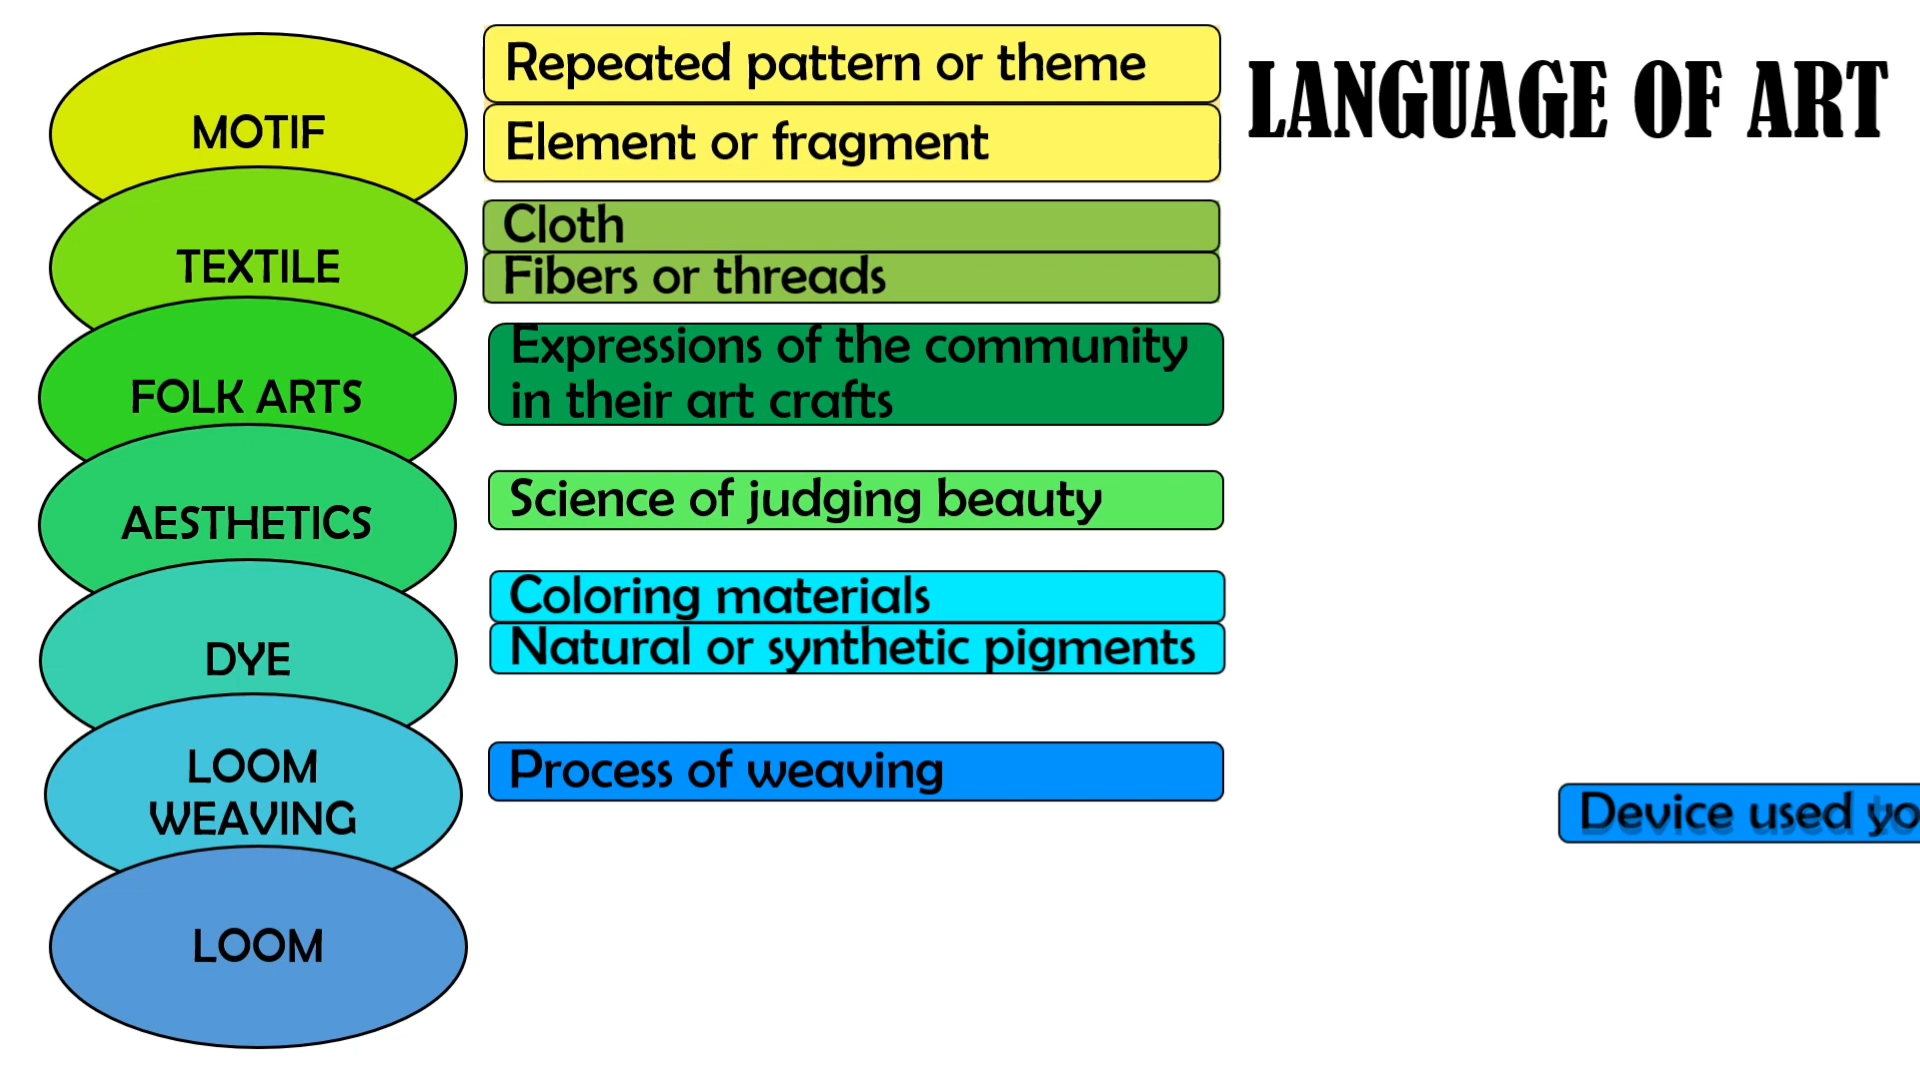 LANGUAGE OF ART
MOTIF
Repeated pattern or theme
Element or fragment
TEXTILE
Cloth
Fibers or threads
FOLK ARTS
Expressions of the community
in their art crafts
AESTHETICS
Science of judging beauty
DYE
Coloring materials
Natural or synthetic pigments
LOOM
WEAVING
Process of weaving
Device used
LOOM